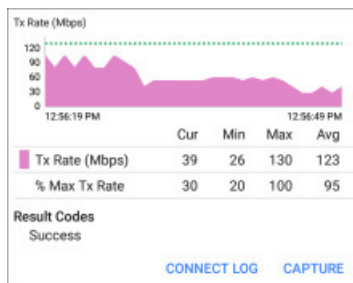 Tx Rate (Mbps)
120
90
60
30
0
12:56:19 PM 12:56:49 PM
Cur Min Max Avg
Tx Rate (Mbps) 39 26 130 123
% Max Tx Rate 30 20 100 95
Result Codes
Success
CONNECT LOG CAPTURE